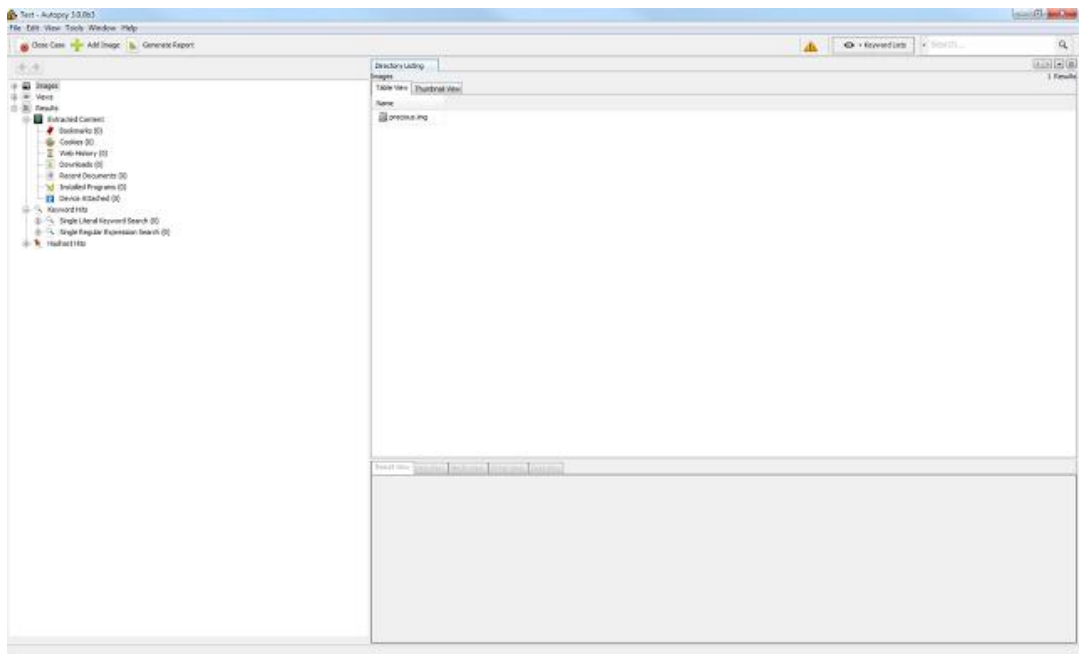 Test - Autopsy 3.0.0b3
File Edit View Tools Window Help
Close Case Add Image Generate Report
Keyword Lists
Search...
Directory Listing
Images
1 Results
Table View Thumbnail View
Name
precious.img
Images
Views
Results
Extracted Content
Bookmarks (0)
Cookies (0)
Web History (0)
Downloads (0)
Recent Documents (0)
Installed Programs (0)
Device Attached (0)
Keyword Hits
Single Literal Keyword Search (0)
Single Regular Expression Search (0)
Hashset Hits
Result View